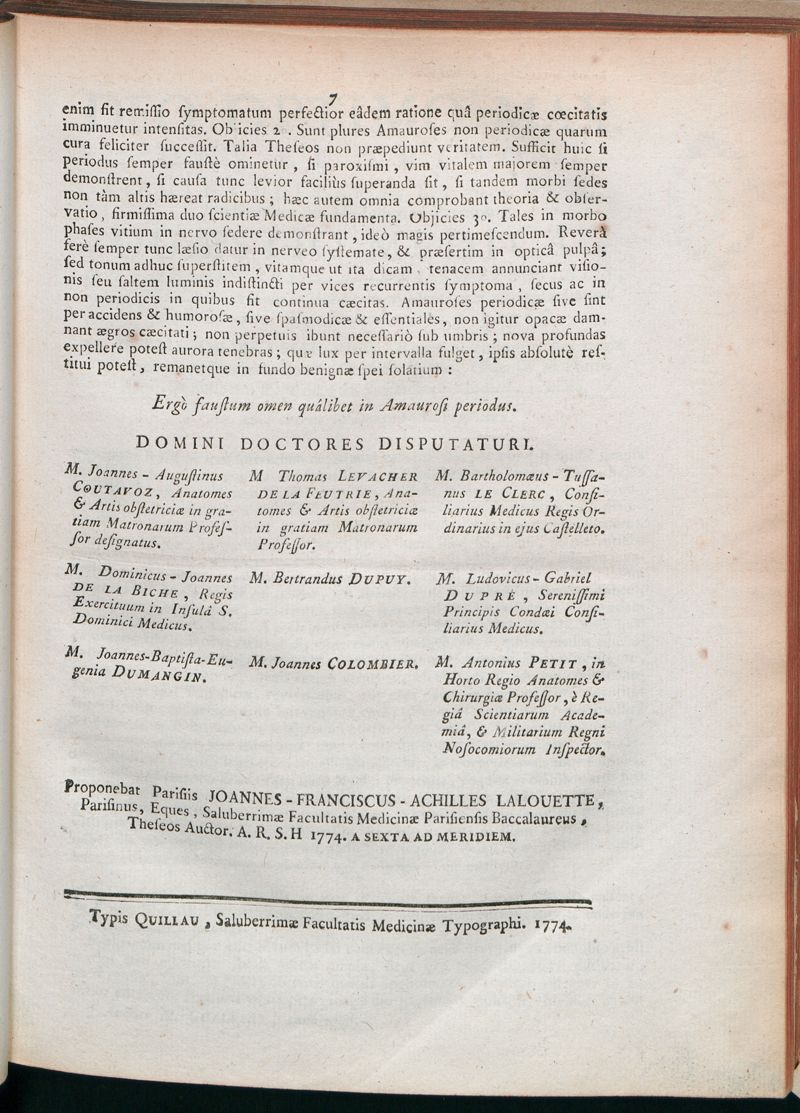 7
enim ſit remiſſio ſymptomatum perfectior eâdem ratione quâ periodicæ cœcitatis
imminuetur intenſitas. Ob icies 2 . Sunt plures Amauroſes non periodicæ quarum
cura feliciter ſucceſſit. Talia Theſeos non præpediunt veritatem. Sufficit huic ſi
periodus ſemper fauſtè ominetur , ſi paroxiſmi , vim vitalem majorem ſemper
demonſtrent , ſi cauſa tunc levior faciliùs ſuperanda ſit , ſi tandem morbi ſedes
non tàm altis hæreat radicibus ; hæc autem omnia comprobant theoria & obſer-
vatio , firmiſſima duo ſcientiæ Medicæ fundamenta. Objicies 3o. Tales in morbo
phaſes vitium in nervo ſedere demonſtrant , ideò magis pertimeſcendum. Reverà
ferè ſemper tunc læſio datur in nerveo ſyſtemate, & præſertim in opticâ pulpâ;
ſed tonum adhuc ſuperſtitem , vitamque ut ita dicam , tenacem annunciant viſio-
nis ſeu ſaltem luminis indiſtincti per vices recurrentis ſymptoma , ſecus ac in
non periodicis in quibus fit continua cæcitas. Amauroſes periodicæ ſive ſint
per accidens & humoroſæ , ſive ſpaſmodicæ & eſſentiales , non igitur opacæ dam-
nant ægros cæcitati ; non perpetuis ibunt neceſſariò ſub umbris ; nova profundas
expellere poteſt aurora tenebras ; quæ lux per intervalla fulget , ipſis abſolutè reſ-
titui poteſt , remanetque in fundo benignæ ſpei ſolatium :
Ergò fauſtum omen quâlibet in Amauroſi periodus.
DOMINI DOCTORES DISPUTATURI.
M. Joannes - Auguſtinus
COUTAVOZ , Anatomes
& Artis obſtetriciæ in gra-
tiam Matronarum Profeſ-
ſor deſignatus.
M Thomas LEVACHER
DE LA FEUTRIE , Ana-
tomes & Artis obſtetriciæ
in gratiam Matronarum
Profeſſor.
M. Bartholomæus - Tuſſa-
nus LE CLERC , Conſi-
liarius Medicus Regis Or-
dinarius in ejus Caſtelleto.
M. Dominicus - Joannes
DE LA BICHE , Regis
Exercituum in Inſulâ S.
Dominici Medicus.
M. Bertrandus DUPUY.
M. Ludovicus - Gabriel
DUPRÉ , Sereniſſimi
Principis Condæi Conſi-
liarius Medicus.
M. Joannes-Baptiſta-Eu-
genia DUMANGIN.
M. Joannes COLOMBIER.
M. Antonius PETIT , in
Horto Regio Anatomes &
Chirurgiæ Profeſſor , è Re-
giâ Scientiarum Acade-
miâ, & Militarium Regni
Noſocomiorum Inſpector.
Proponebat Pariſiis JOANNES - FRANCISCUS - ACHILLES LALOUETTE ,
Pariſinus, Eques , Saluberrimæ Facultatis Medicinæ Pariſienſis Baccalaureus ,
Theſeos Auctor. A. R. S. H 1774. A SEXTA AD MERIDIEM.
Typis QUILLAU , Saluberrimæ Facultatis Medicinæ Typographi. 1774.